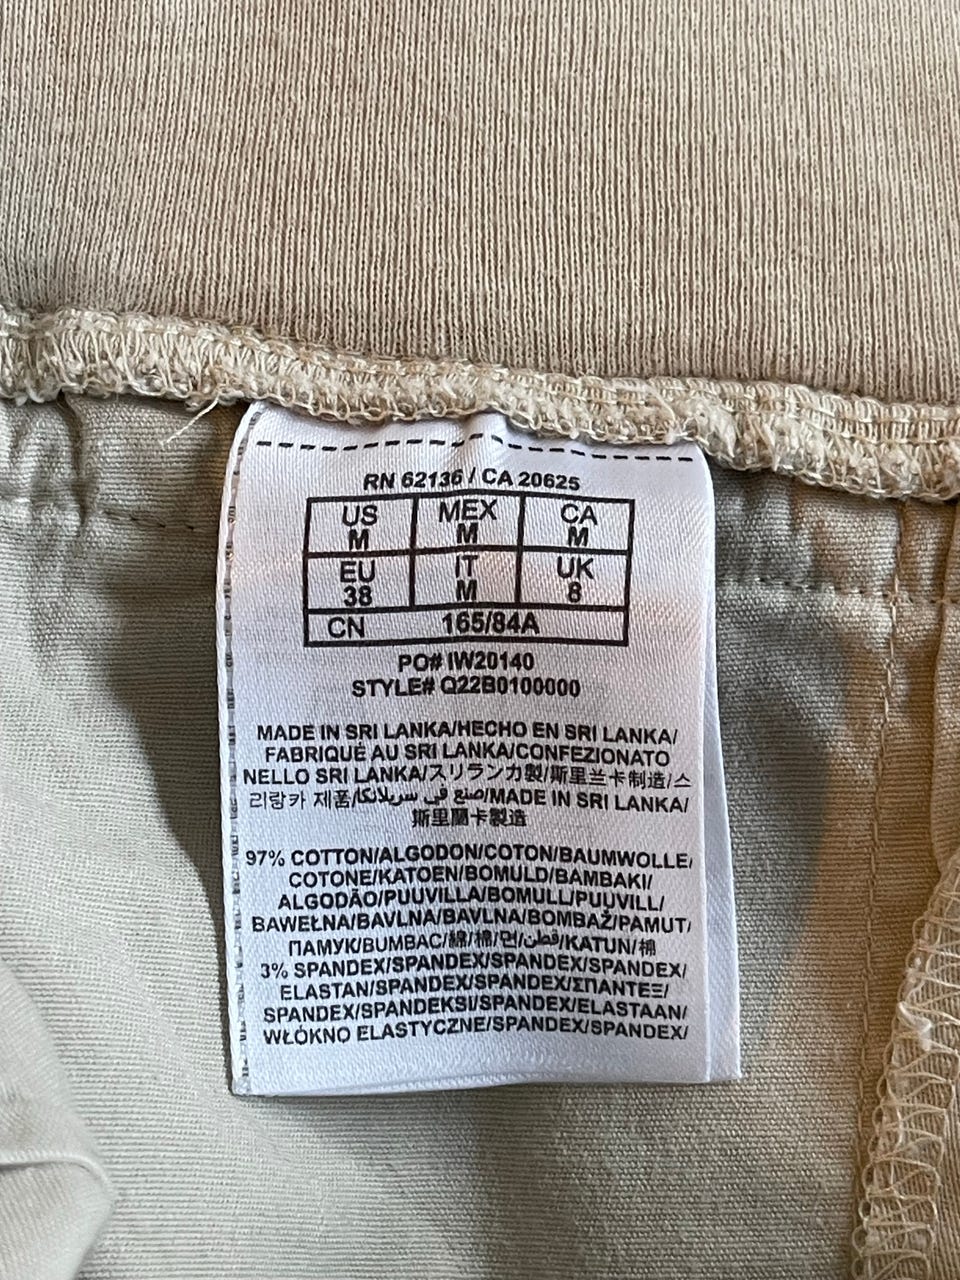 RN 62136 / CA 20625
US MEX CA
M M M
EU IT UK
38 M 8
CN 165/84A
PO# IW20140
STYLE# Q22B0100000
MADE IN SRI LANKA/HECHO EN SRI LANKA/
FABRIQUÉ AU SRI LANKA/CONFEZIONATO
NELLO SRI LANKA/スリランカ製/斯里兰卡制造/스
리랑카 제품/صنع في سريلانكا/MADE IN SRI LANKA/
斯里蘭卡製造
97% COTTON/ALGODON/COTON/BAUMWOLLE/
COTONE/KATOEN/BOMULD/BAMBAKI/
ALGODÃO/PUUVILLA/BOMULL/PUUVILL/
BAWEŁNA/BAVLNA/BAVLNA/BOMBAŽ/PAMUT/
ПАМУК/BUMBAC/綿/棉/면/قطن/KATUN/棉
3% SPANDEX/SPANDEX/SPANDEX/SPANDEX/
ELASTAN/SPANDEX/SPANDEX/ΣΠΑΝΤΕΞ/
SPANDEX/SPANDEKSI/SPANDEX/ELASTAAN/
WŁÓKNO ELASTYCZNE/SPANDEX/SPANDEX/